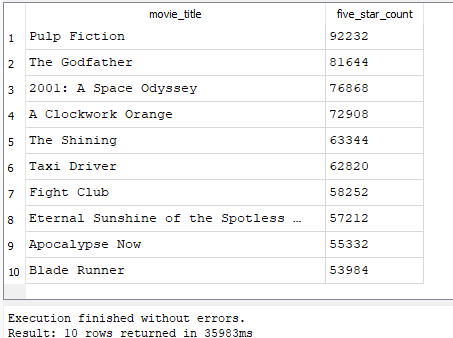 movie_title five_star_count
1 Pulp Fiction 92232
2 The Godfather 81644
3 2001: A Space Odyssey 76868
4 A Clockwork Orange 72908
5 The Shining 63344
6 Taxi Driver 62820
7 Fight Club 58252
8 Eternal Sunshine of the Spotless … 57212
9 Apocalypse Now 55332
10 Blade Runner 53984
Execution finished without errors.
Result: 10 rows returned in 35983ms